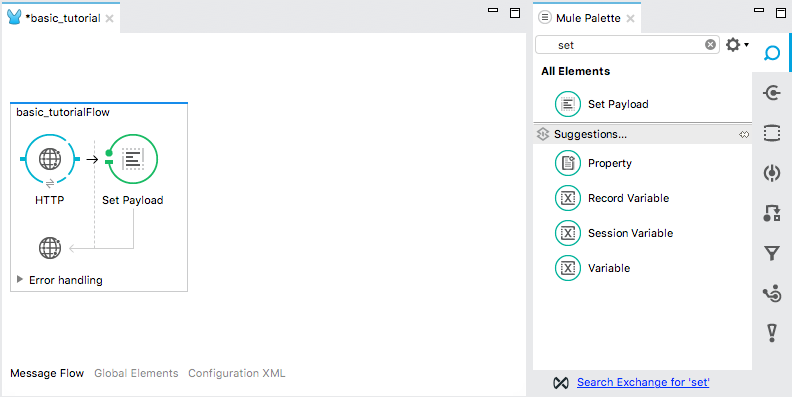 *basic_tutorial
basic_tutorialFlow
HTTP
Set Payload
Error handling
Message Flow Global Elements Configuration XML
Mule Palette
set
All Elements
Set Payload
Suggestions...
Property
Record Variable
Session Variable
Variable
Search Exchange for 'set'